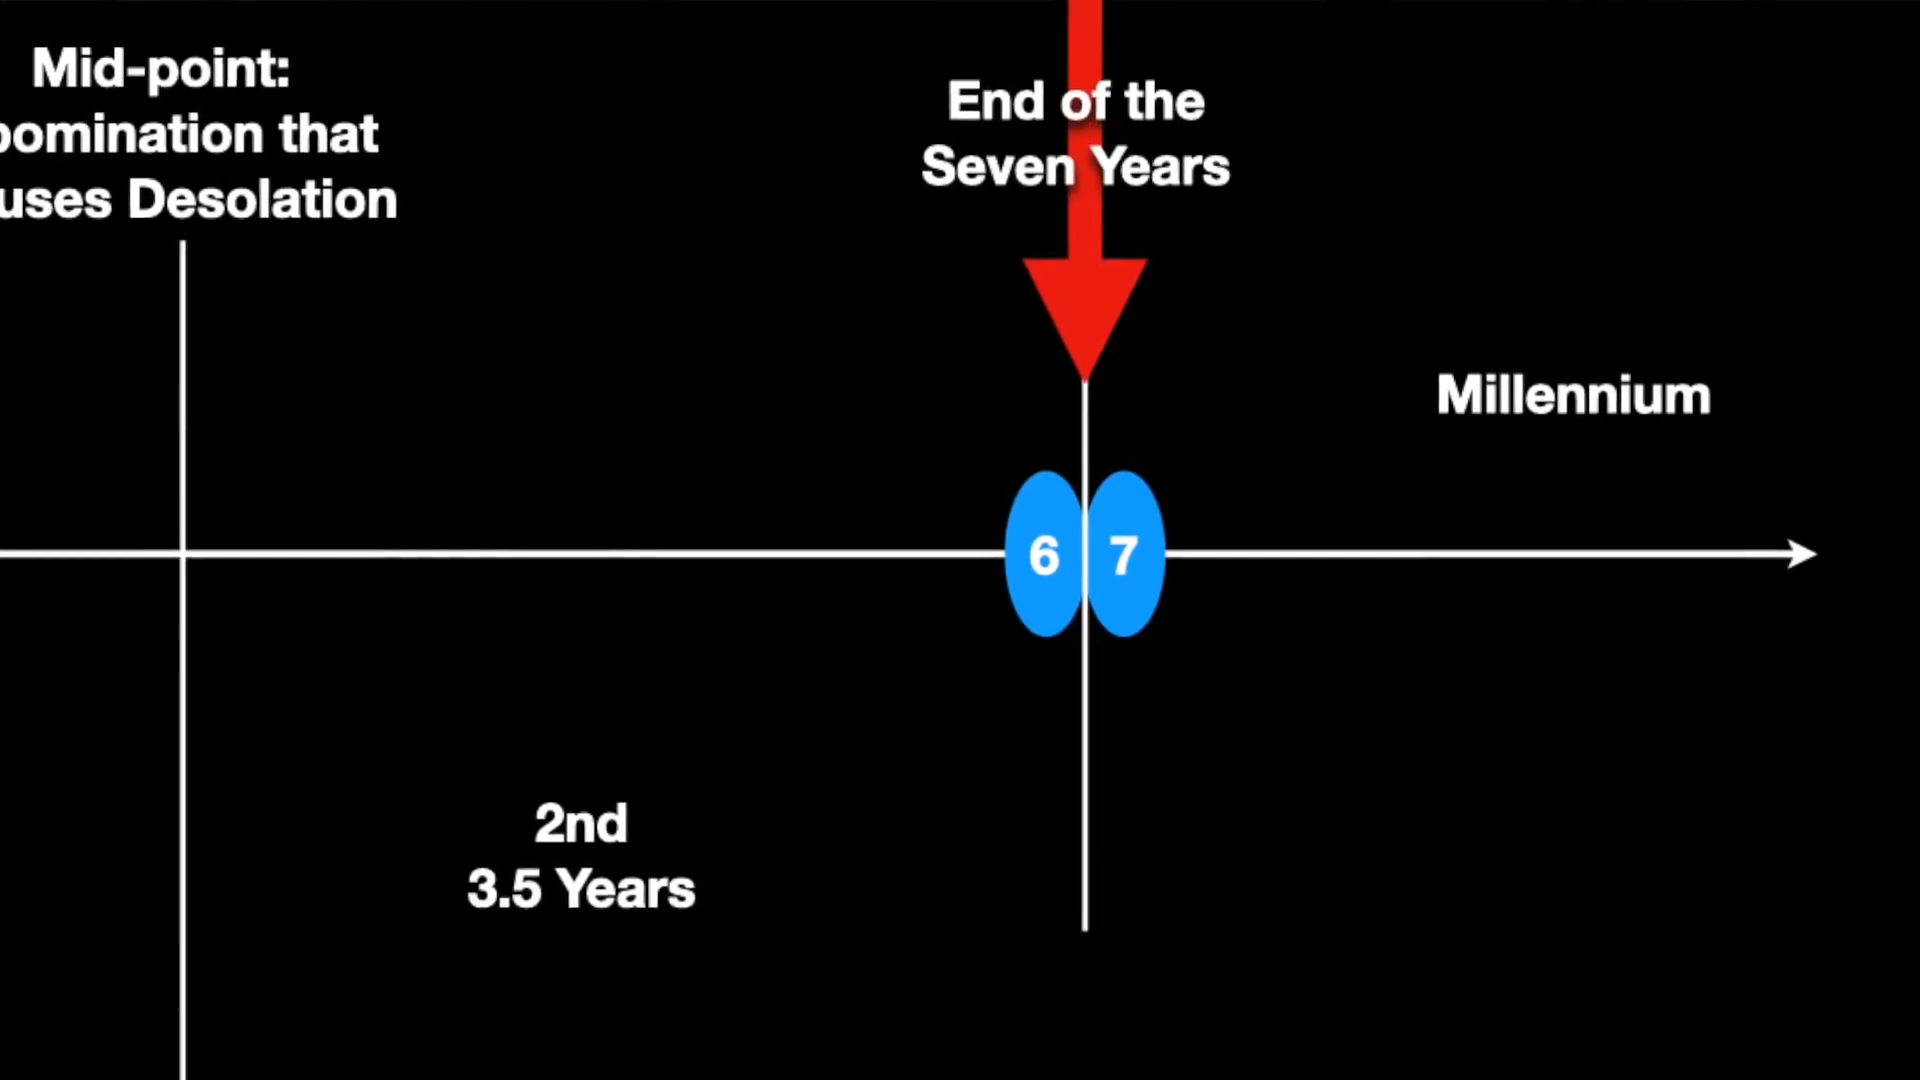 Mid-point:
bomination that
uses Desolation
End of the
Seven Years
Millennium
6 7
2nd
3.5 Years